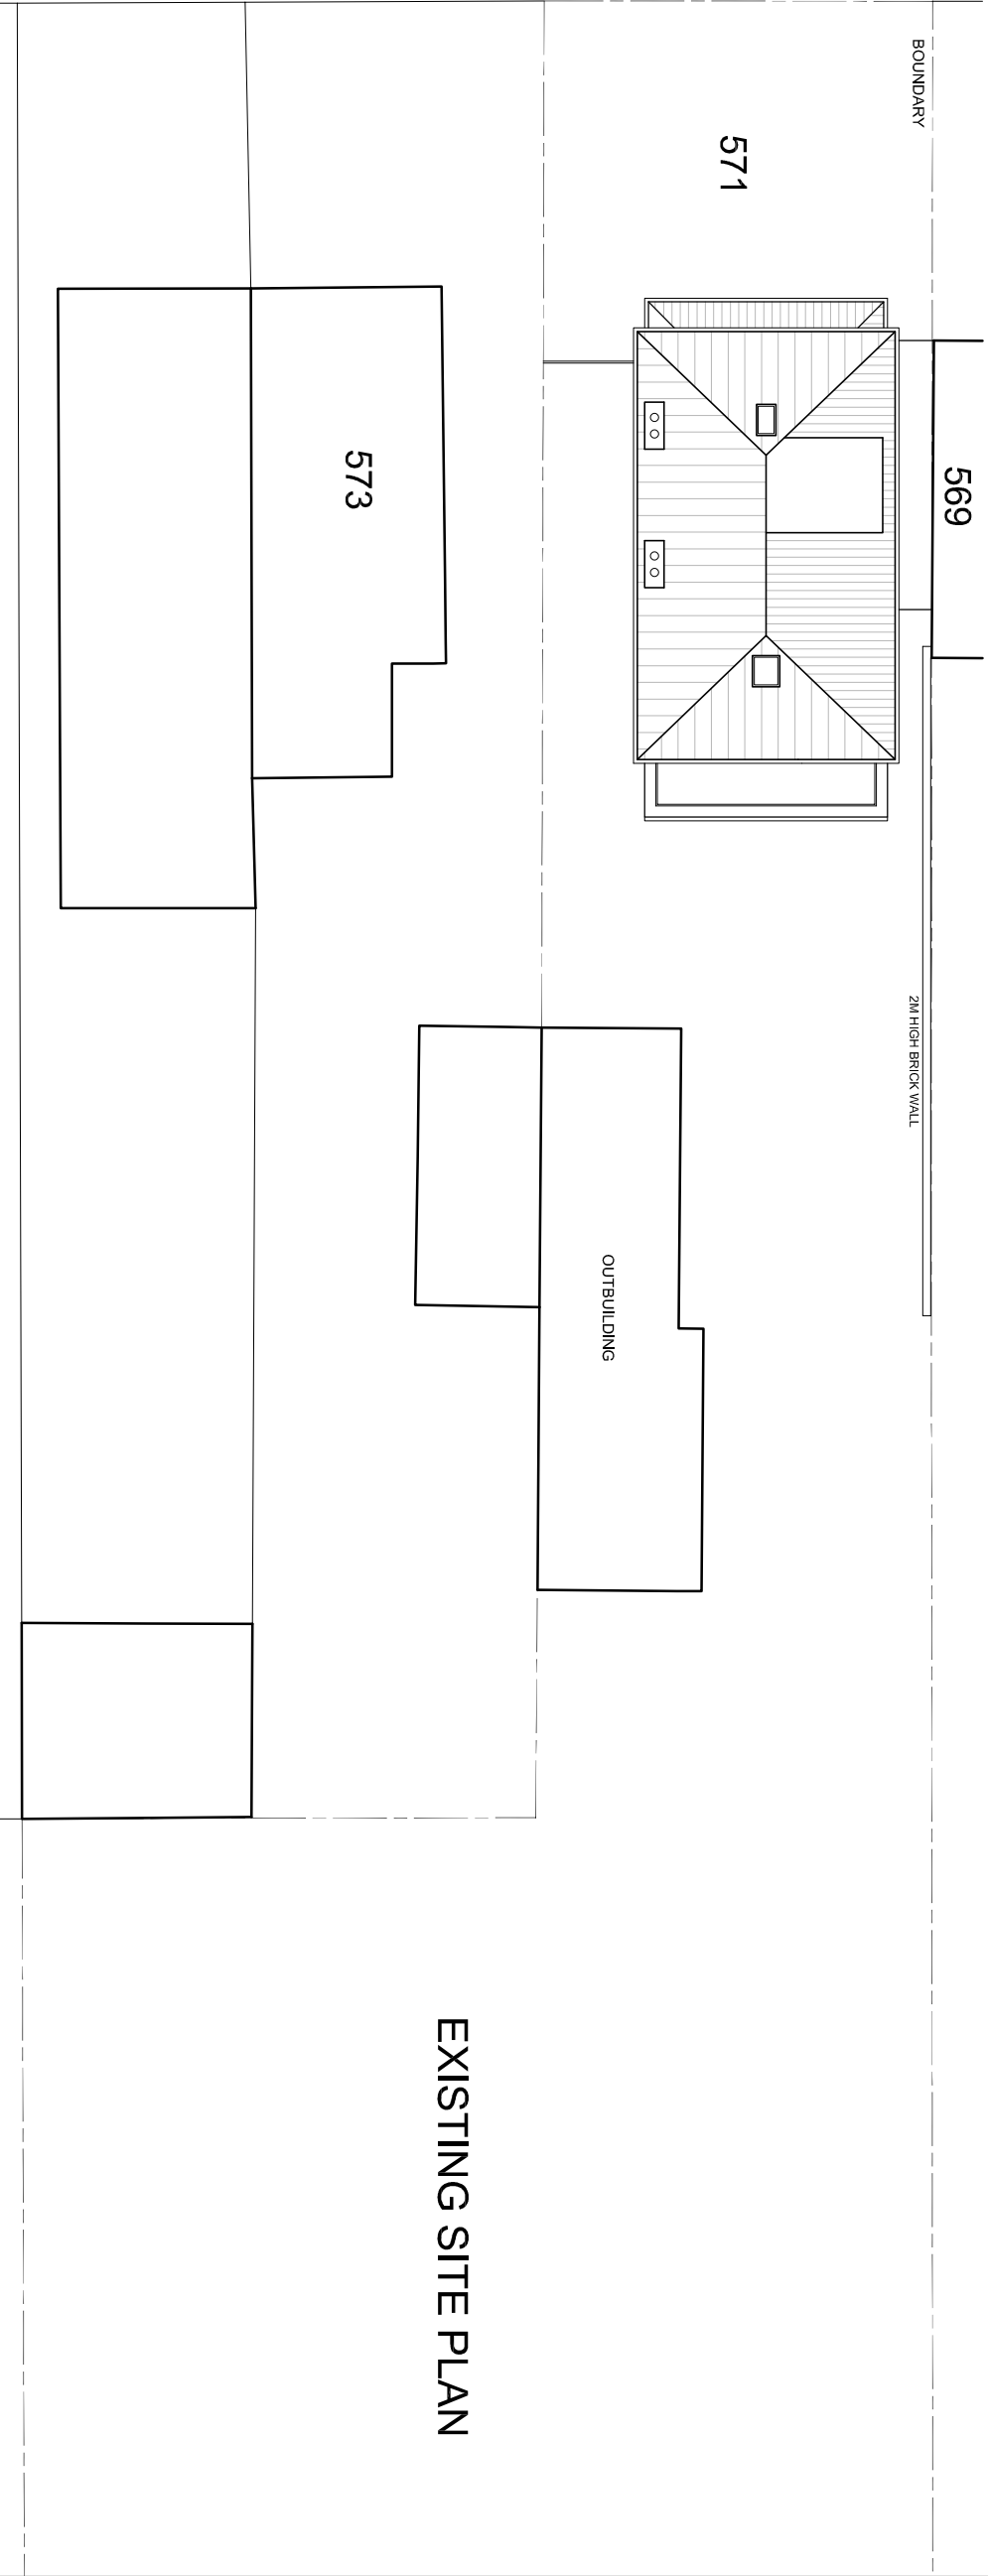 BOUNDARY
571
569
573
2M HIGH BRICK WALL
OUTBUILDING
EXISTING SITE PLAN